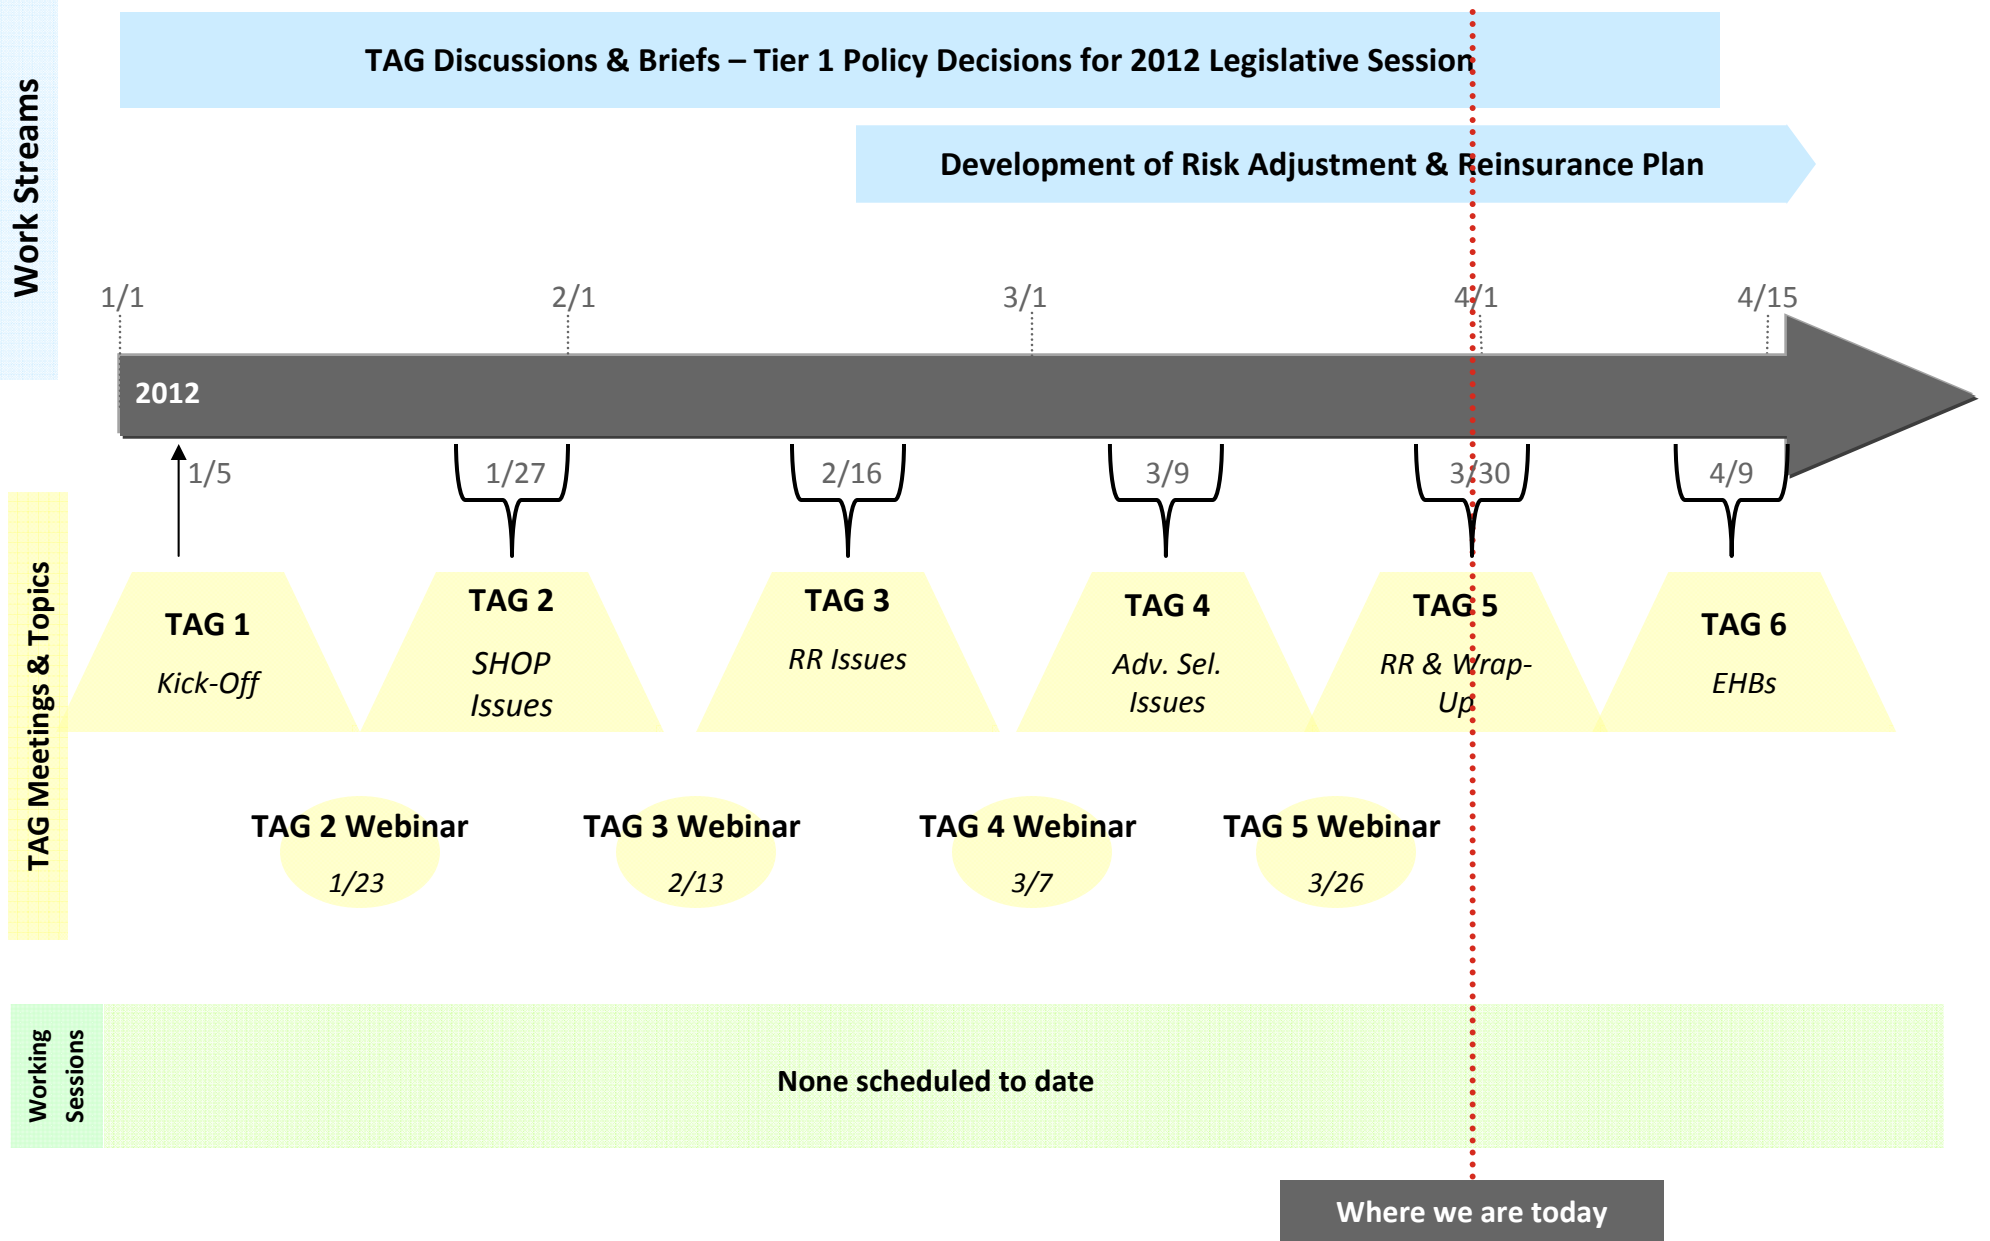 Work Streams
TAG Discussions & Briefs – Tier 1 Policy Decisions for 2012 Legislative Session
Development of Risk Adjustment & Reinsurance Plan
1/1
2/1
3/1
4/1
4/15
2012
1/5
1/27
2/16
3/9
3/30
4/9
TAG Meetings & Topics
TAG 1
Kick-Off
TAG 2
SHOP
Issues
TAG 3
RR Issues
TAG 4
Adv. Sel.
Issues
TAG 5
RR & Wrap-
Up
TAG 6
EHBs
TAG 2 Webinar
1/23
TAG 3 Webinar
2/13
TAG 4 Webinar
3/7
TAG 5 Webinar
3/26
Working
Sessions
None scheduled to date
Where we are today